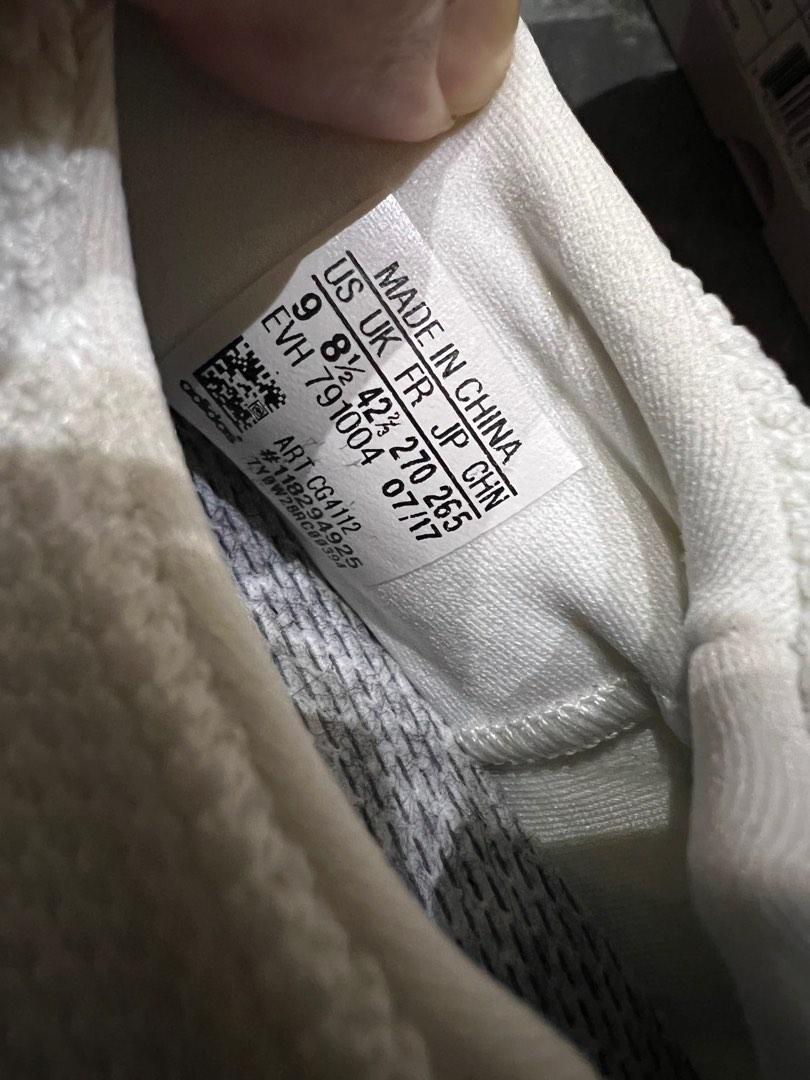 MADE IN CHINA
US UK FR JP CHN
9 8½ 42⅔ 270 265
EVH 791004 07/17
ART CG4112
#118294925
adidas